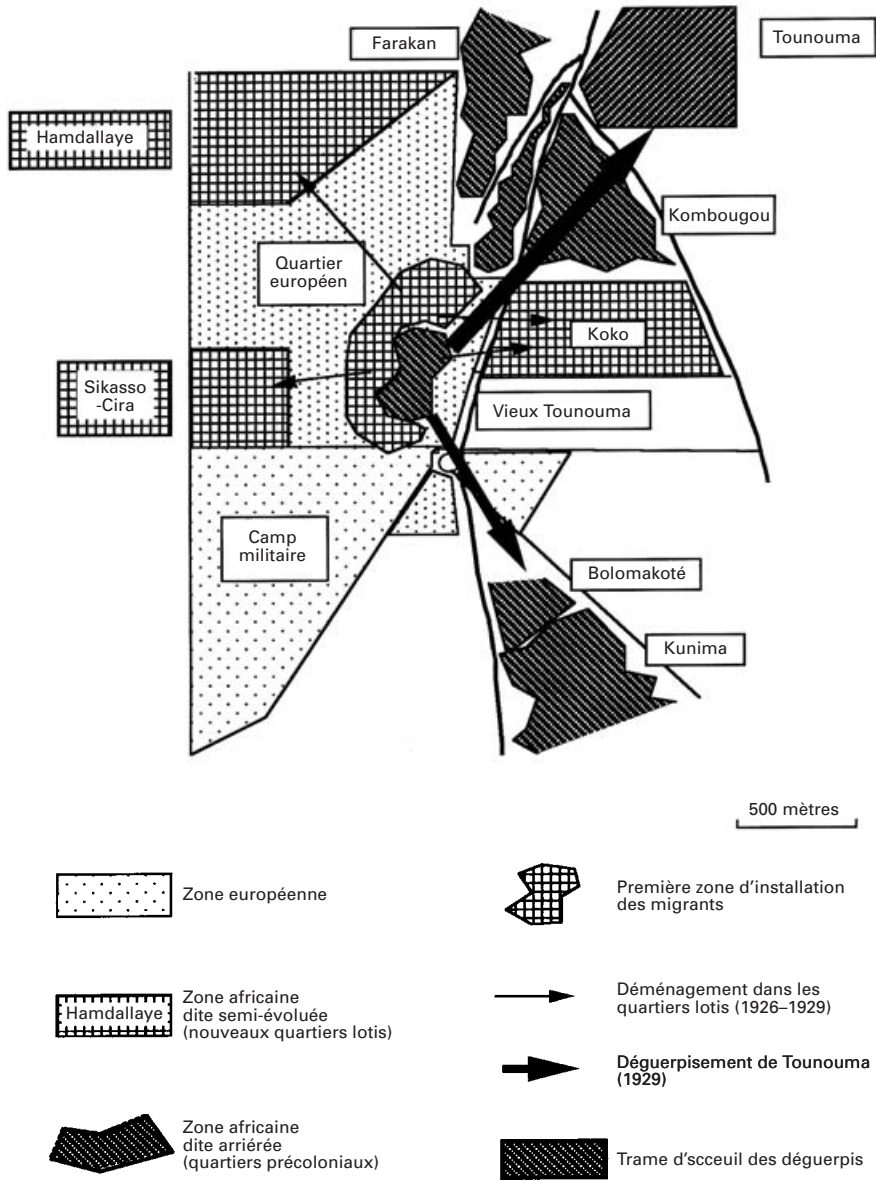 Farakan
Tounouma
Hamdallaye
Kombougou
Quartier
européen
Koko
Sikasso
-Cira
Vieux Tounouma
Camp
militaire
Bolomakoté
Kunima
500 mètres
Zone européenne
Première zone d'installation
des migrants
Hamdallaye
Zone africaine
dite semi-évoluée
(nouveaux quartiers lotis)
Déménagement dans les
quartiers lotis (1926–1929)
Déguerpisement de Tounouma
(1929)
Zone africaine
dite arriérée
(quartiers précoloniaux)
Trame d'scceuil des déguerpis